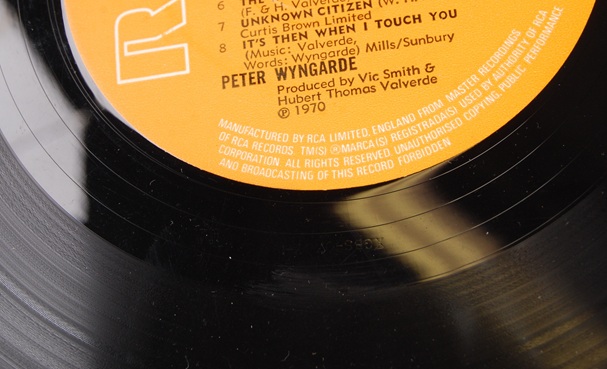 R
6 THE
(F. & H. Valverde,
7 UNKNOWN CITIZEN (W.
Curtis Brown Limited
8 IT'S THEN WHEN I TOUCH YOU
(Music: Valverde,
Words: Wyngarde) Mills/Sunbury
PETER WYNGARDE
Produced by Vic Smith &
Hubert Thomas Valverde
℗ 1970
MANUFACTURED BY RCA LIMITED, ENGLAND FROM MASTER RECORDINGS
OF RCA RECORDS TM(S) ® MARCA(S) REGISTRADA(S) USED BY AUTHORITY OF RCA
CORPORATION ALL RIGHTS RESERVED UNAUTHORISED COPYING, PUBLIC PERFORMANCE
AND BROADCASTING OF THIS RECORD FORBIDDEN